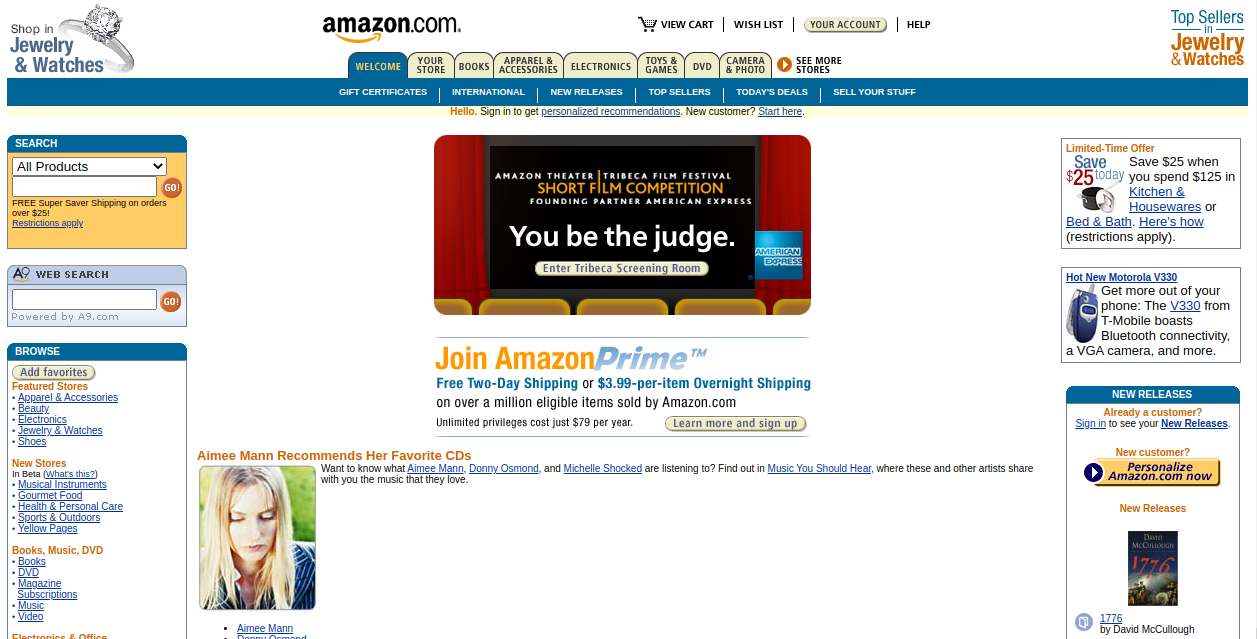 Shop in
Jewelry
& Watches
amazon.com.
VIEW CART
WISH LIST
YOUR ACCOUNT
HELP
Top Sellers
in
Jewelry
& Watches
WELCOME
YOUR STORE
BOOKS
APPAREL & ACCESSORIES
ELECTRONICS
TOYS & GAMES
DVD
CAMERA & PHOTO
SEE MORE STORES
GIFT CERTIFICATES
INTERNATIONAL
NEW RELEASES
TOP SELLERS
TODAY'S DEALS
SELL YOUR STUFF
Hello. Sign in to get personalized recommendations. New customer? Start here.
SEARCH
All Products
GO!
FREE Super Saver Shipping on orders
over $25!
Restrictions apply
A9 WEB SEARCH
GO!
Powered by A9.com
BROWSE
Add favorites
Featured Stores
• Apparel & Accessories
• Beauty
• Electronics
• Jewelry & Watches
• Shoes
New Stores
In Beta (What's this?)
• Musical Instruments
• Gourmet Food
• Health & Personal Care
• Sports & Outdoors
• Yellow Pages
Books, Music, DVD
• Books
• DVD
• Magazine
Subscriptions
• Music
• Video
Electronics & Office
AMAZON THEATER TRIBECA FILM FESTIVAL
SHORT FILM COMPETITION
FOUNDING PARTNER AMERICAN EXPRESS
You be the judge.
AMERICAN
EXPRESS
Enter Tribeca Screening Room
Join Amazon Prime™
Free Two-Day Shipping or $3.99-per-item Overnight Shipping
on over a million eligible items sold by Amazon.com
Unlimited privileges cost just $79 per year.
Learn more and sign up
Aimee Mann Recommends Her Favorite CDs
Want to know what Aimee Mann, Donny Osmond, and Michelle Shocked are listening to? Find out in Music You Should Hear, where these and other artists share
with you the music that they love.
• Aimee Mann
• Donny Osmond
Limited-Time Offer
Save
$25 today
Save $25 when
you spend $125 in
Kitchen &
Housewares or
Bed & Bath. Here's how
(restrictions apply).
Hot New Motorola V330
Get more out of your
phone: The V330 from
T-Mobile boasts
Bluetooth connectivity,
a VGA camera, and more.
NEW RELEASES
Already a customer?
Sign in to see your New Releases.
New customer?
Personalize
Amazon.com now
New Releases
DAVID
McCULLOUGH
1776
1776
by David McCullough